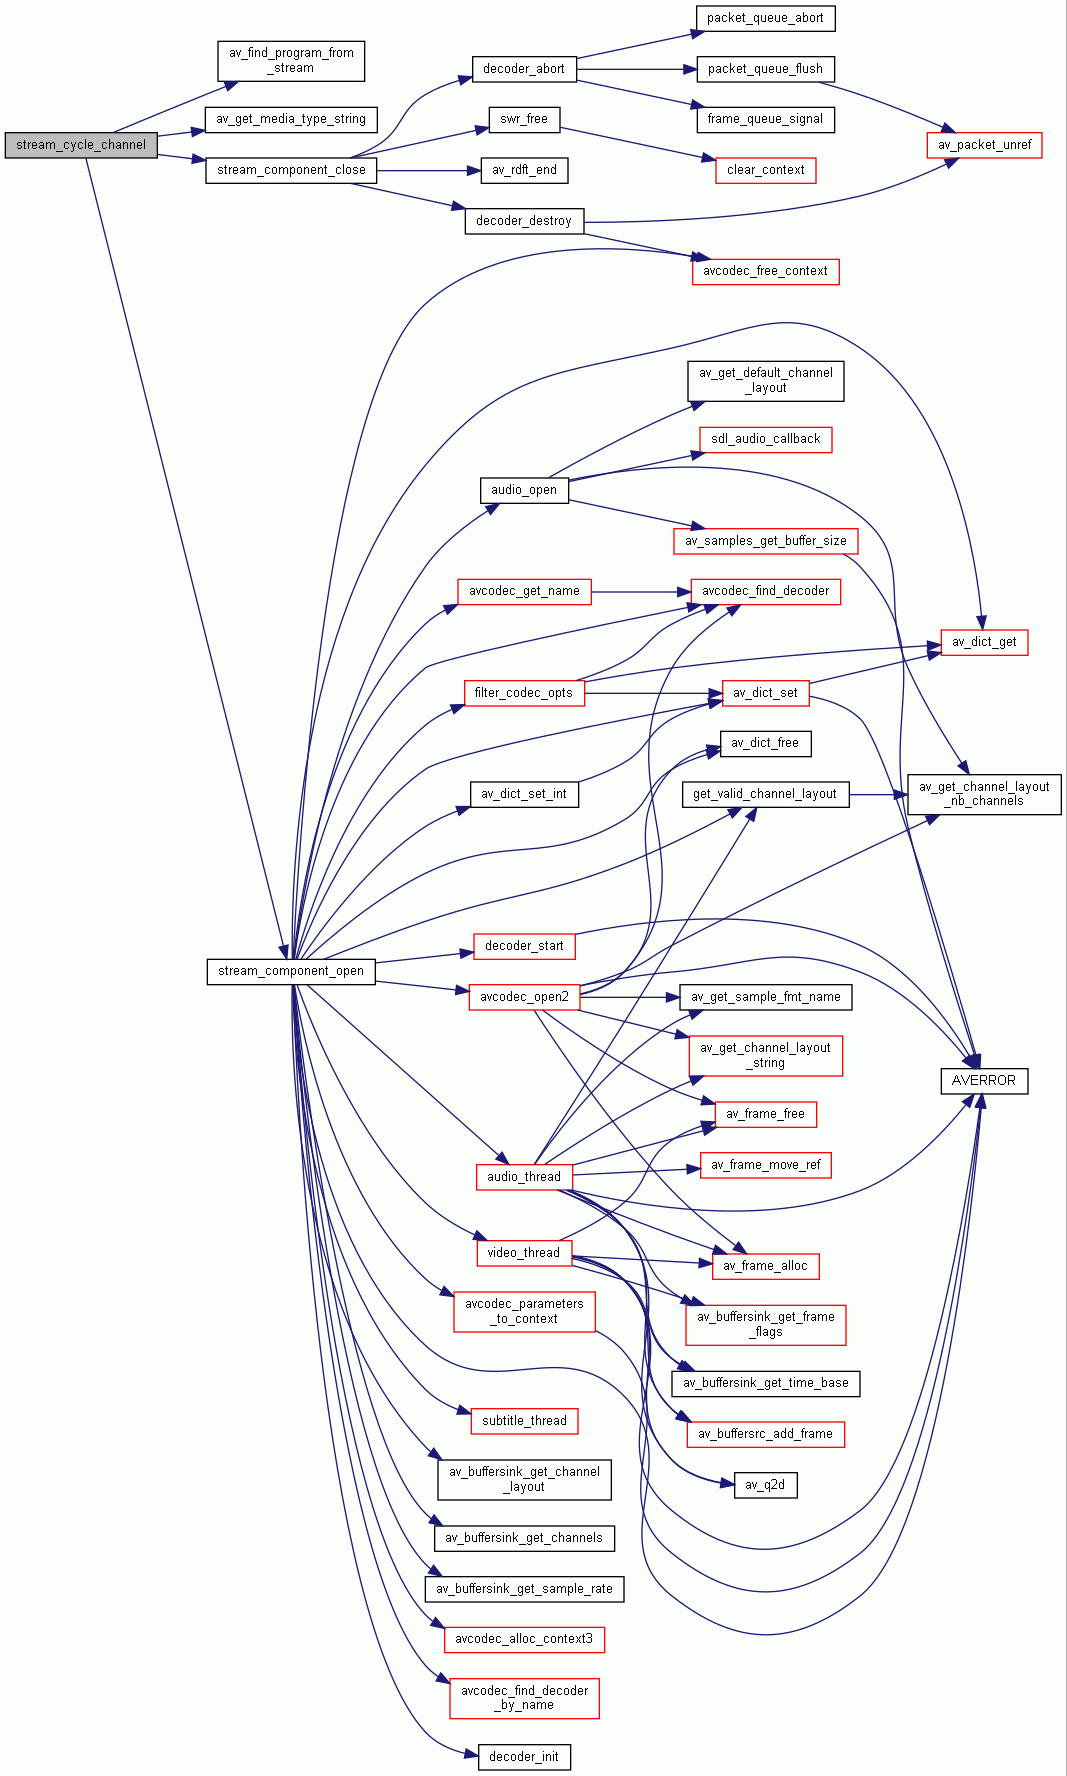 packet_queue_abort
av_find_program_from
_stream
decoder_abort
packet_queue_flush
av_get_media_type_string
swr_free
frame_queue_signal
stream_cycle_channel
av_packet_unref
stream_component_close
av_rdft_end
clear_context
decoder_destroy
avcodec_free_context
av_get_default_channel
_layout
sdl_audio_callback
audio_open
av_samples_get_buffer_size
avcodec_get_name
avcodec_find_decoder
av_dict_get
filter_codec_opts
av_dict_set
av_dict_free
av_dict_set_int
get_valid_channel_layout
av_get_channel_layout
_nb_channels
decoder_start
stream_component_open
avcodec_open2
av_get_sample_fmt_name
av_get_channel_layout
_string
AVERROR
av_frame_free
audio_thread
av_frame_move_ref
video_thread
av_frame_alloc
avcodec_parameters
_to_context
av_buffersink_get_frame
_flags
av_buffersink_get_time_base
subtitle_thread
av_buffersrc_add_frame
av_buffersink_get_channel
_layout
av_q2d
av_buffersink_get_channels
av_buffersink_get_sample_rate
avcodec_alloc_context3
avcodec_find_decoder
_by_name
decoder_init